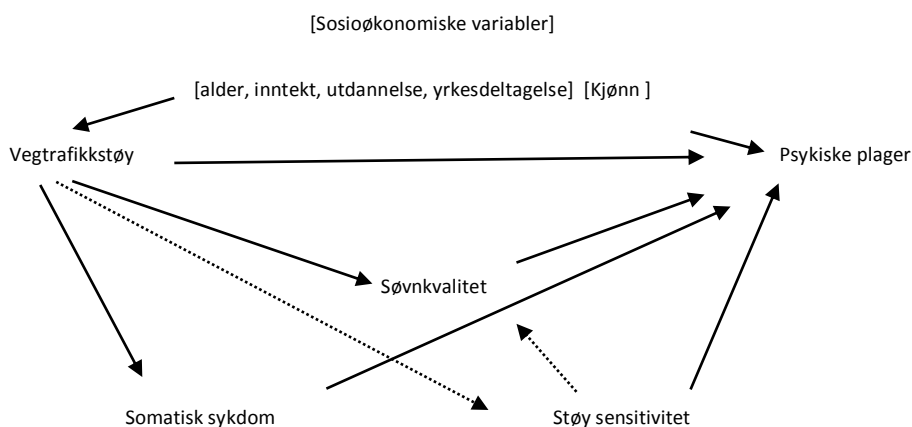 [Sosioøkonomiske variabler]
[alder, inntekt, utdannelse, yrkesdeltagelse] [Kjønn ]
Vegtrafikkstøy
Psykiske plager
Søvnkvalitet
Somatisk sykdom
Støy sensitivitet